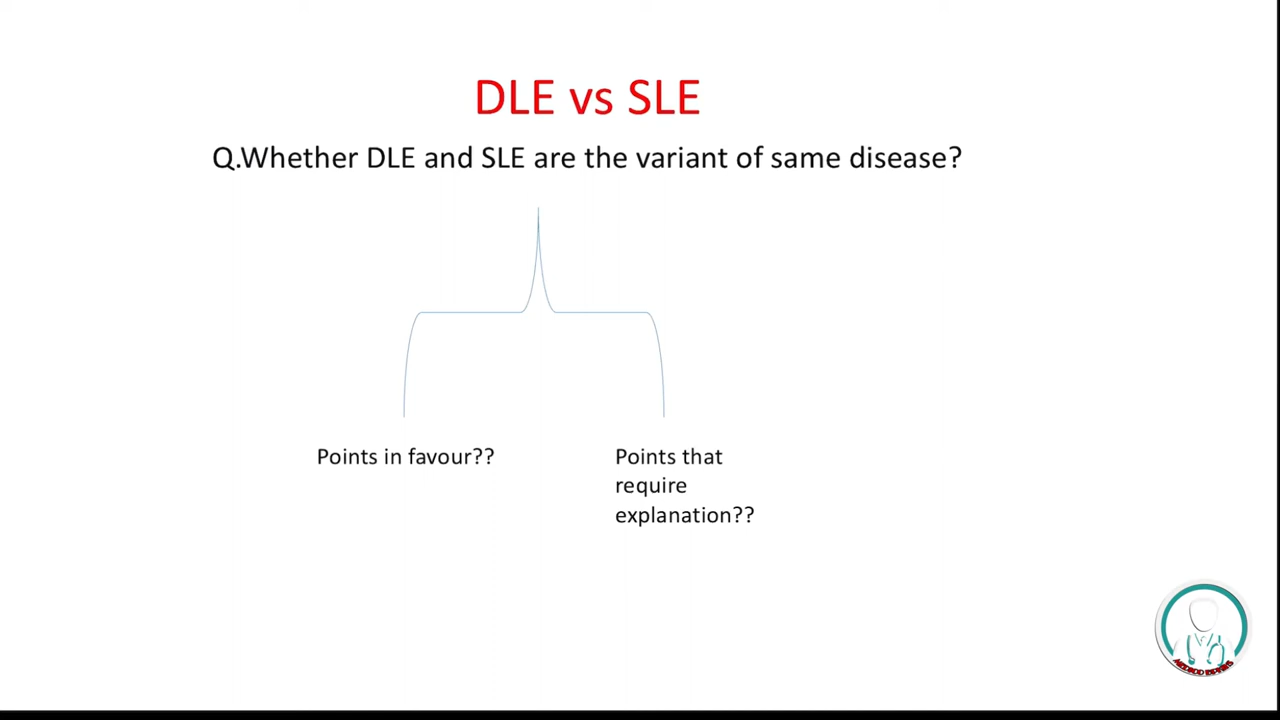 DLE vs SLE
Q.Whether DLE and SLE are the variant of same disease?
Points in favour??
Points that
require
explanation??